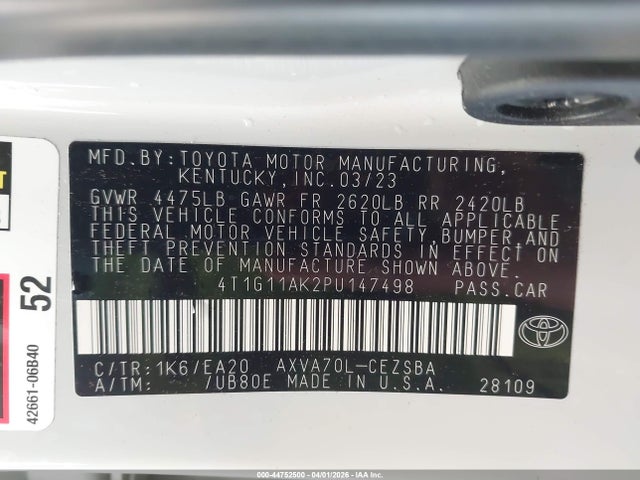 MFD. BY: TOYOTA MOTOR MANUFACTURING,
KENTUCKY, INC. 03/23
GVWR 4475LB GAWR FR 2620LB RR 2420LB
THIS VEHICLE CONFORMS TO ALL APPLICABLE
FEDERAL MOTOR VEHICLE SAFETY, BUMPER, AND
THEFT PREVENTION STANDARDS IN EFFECT ON
THE DATE OF MANUFACTURE SHOWN ABOVE.
4T1G11AK2PU147498 PASS. CAR
C/TR: 1K6/EA20 AXVA70L-CEZSBA
A/TM: /UB80E MADE IN U.S.A. 28109
52
42661-06B40
000-44752500 04/01/2026 IAAI.COM